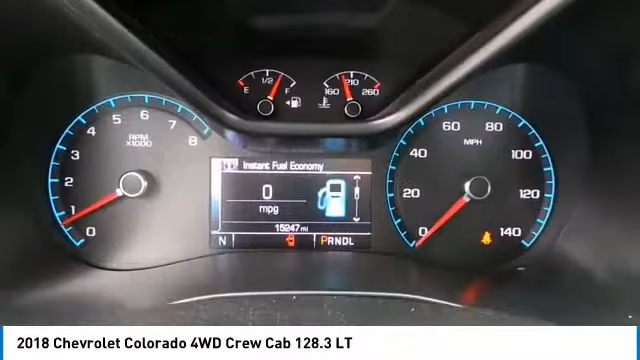 1/2
E F
210
160 260
5 6
4 7
3 8
2
1
0
RPM
X1000
60 80
40 100
20 120
0 140
MPH
Instant Fuel Economy
0
mpg
15247 mi
N PRNDL
2018 Chevrolet Colorado 4WD Crew Cab 128.3 LT